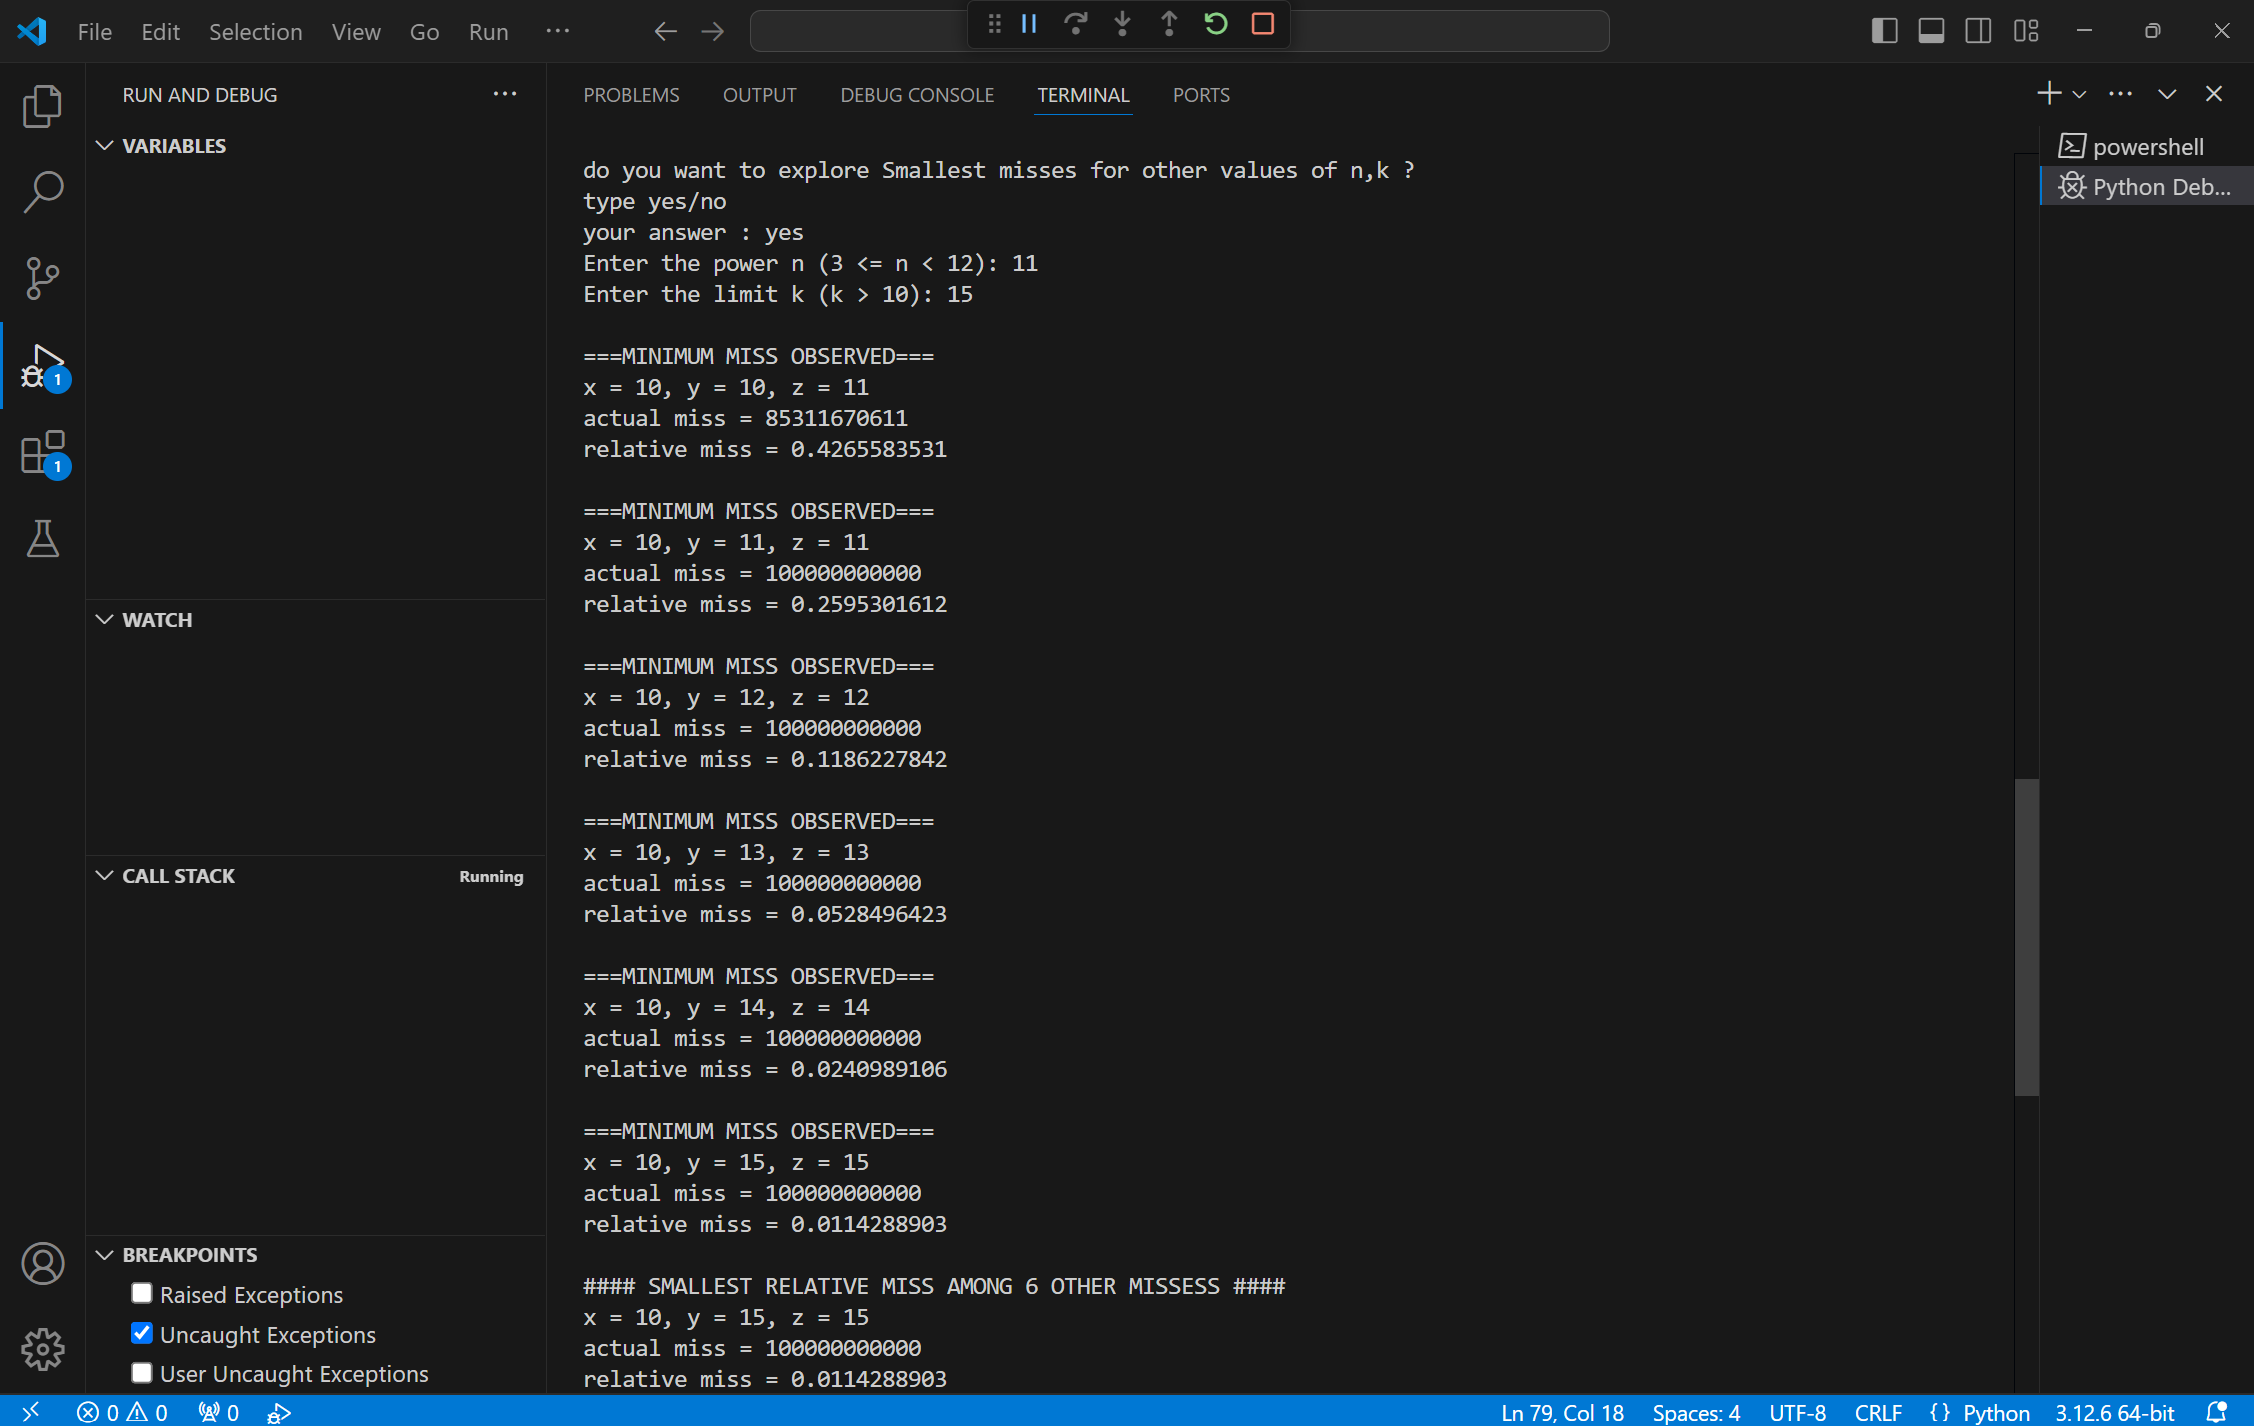 File Edit Selection View Go Run ···
RUN AND DEBUG ···
VARIABLES
WATCH
CALL STACK Running
BREAKPOINTS
Raised Exceptions
Uncaught Exceptions
User Uncaught Exceptions
1
1
PROBLEMS OUTPUT DEBUG CONSOLE TERMINAL PORTS
do you want to explore Smallest misses for other values of n,k ?
type yes/no
your answer : yes
Enter the power n (3 <= n < 12): 11
Enter the limit k (k > 10): 15
===MINIMUM MISS OBSERVED===
x = 10, y = 10, z = 11
actual miss = 85311670611
relative miss = 0.4265583531
===MINIMUM MISS OBSERVED===
x = 10, y = 11, z = 11
actual miss = 100000000000
relative miss = 0.2595301612
===MINIMUM MISS OBSERVED===
x = 10, y = 12, z = 12
actual miss = 100000000000
relative miss = 0.1186227842
===MINIMUM MISS OBSERVED===
x = 10, y = 13, z = 13
actual miss = 100000000000
relative miss = 0.0528496423
===MINIMUM MISS OBSERVED===
x = 10, y = 14, z = 14
actual miss = 100000000000
relative miss = 0.0240989106
===MINIMUM MISS OBSERVED===
x = 10, y = 15, z = 15
actual miss = 100000000000
relative miss = 0.0114288903
#### SMALLEST RELATIVE MISS AMONG 6 OTHER MISSESS ####
x = 10, y = 15, z = 15
actual miss = 100000000000
relative miss = 0.0114288903
powershell
Python Deb...
0 0 0 Ln 79, Col 18 Spaces: 4 UTF-8 CRLF {} Python 3.12.6 64-bit